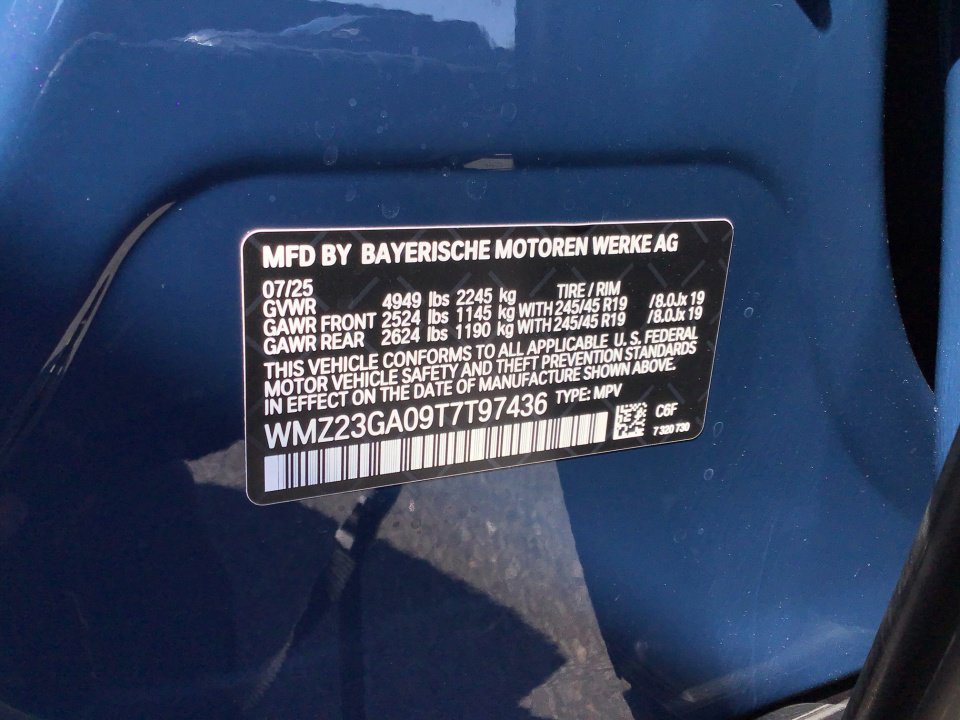 MFD BY BAYERISCHE MOTOREN WERKE AG
07/25 TIRE / RIM
GVWR 4949 lbs 2245 kg
GAWR FRONT 2524 lbs 1145 kg WITH 245/45 R19 /8.0Jx 19
GAWR REAR 2624 lbs 1190 kg WITH 245/45 R19 /8.0Jx 19
THIS VEHICLE CONFORMS TO ALL APPLICABLE U. S. FEDERAL
MOTOR VEHICLE SAFETY AND THEFT PREVENTION STANDARDS
IN EFFECT ON THE DATE OF MANUFACTURE SHOWN ABOVE.
WMZ23GA09T7T97436 TYPE: MPV
C6F
7 320 730